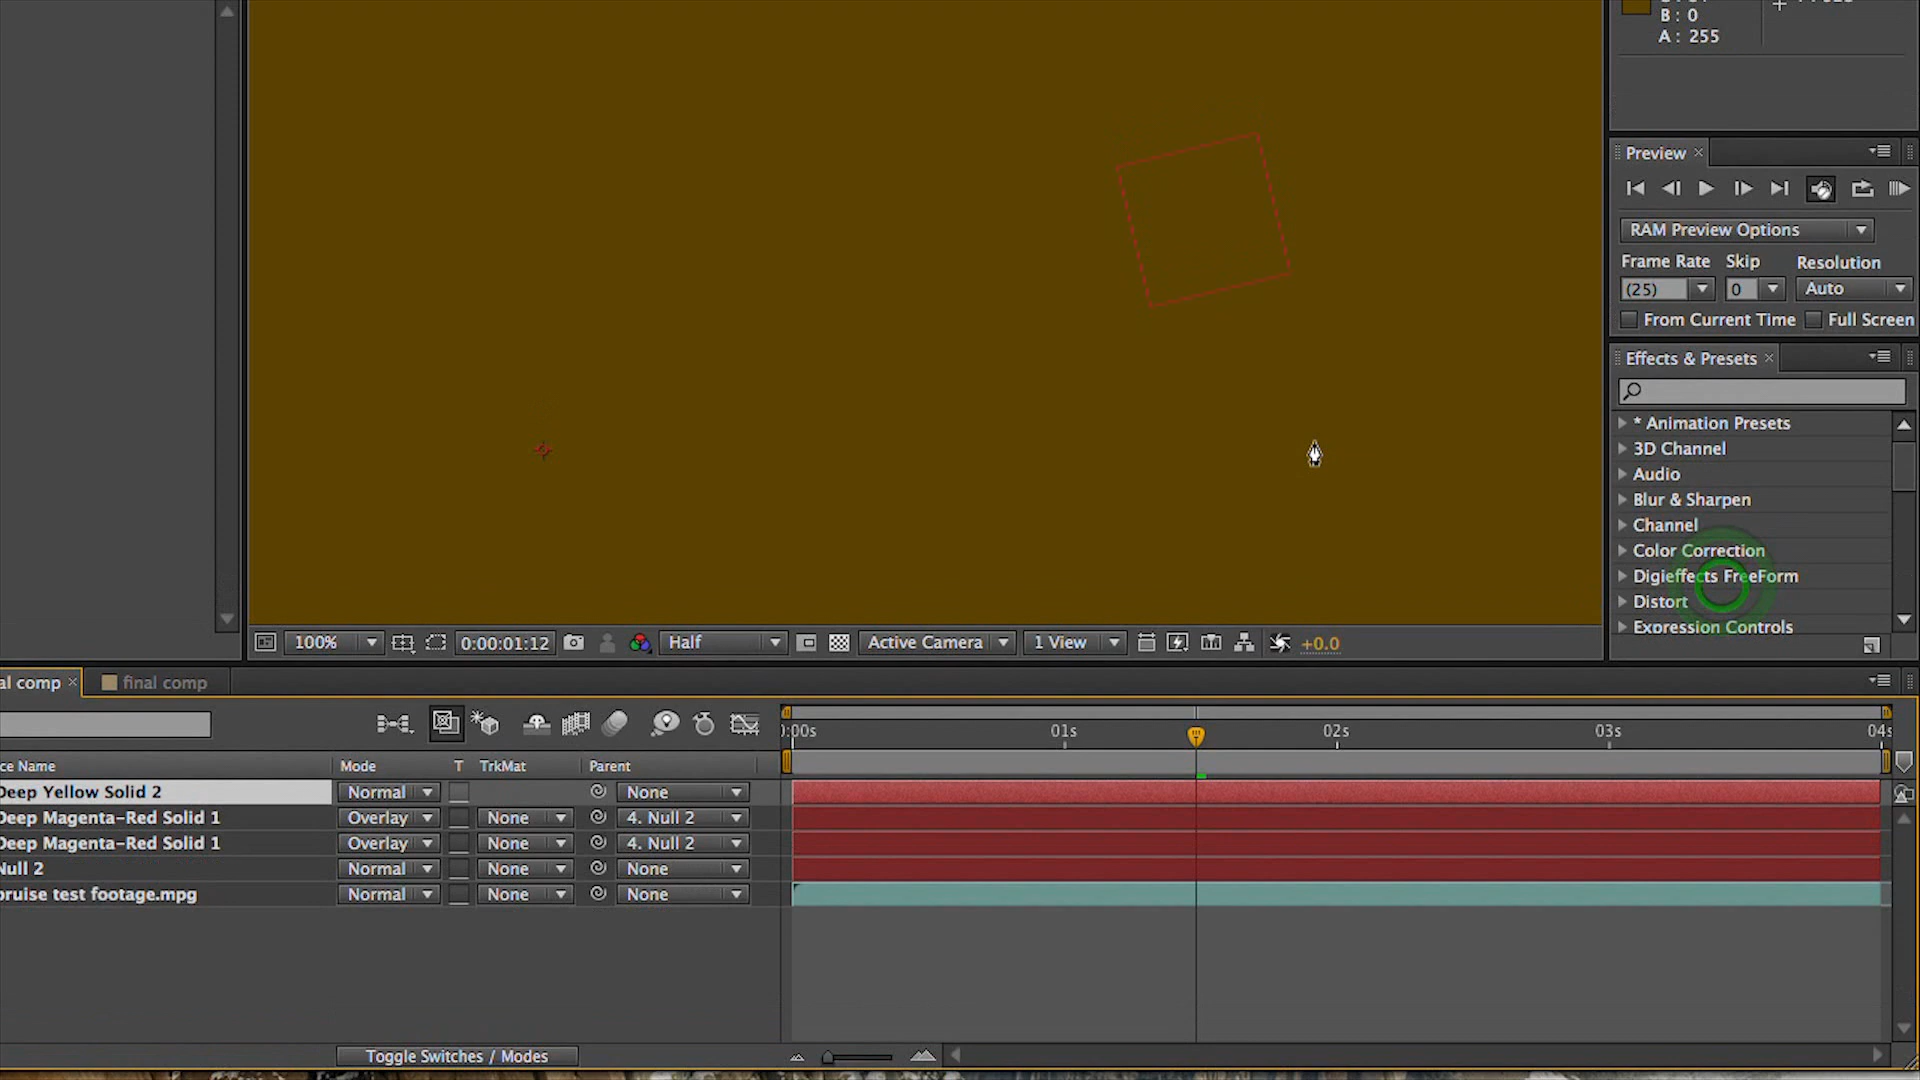 B : 0
A : 255
Preview
RAM Preview Options
Frame Rate Skip Resolution
(25) 0 Auto
From Current Time Full Screen
Effects & Presets
* Animation Presets
3D Channel
Audio
Blur & Sharpen
Channel
Color Correction
Digieffects FreeForm
Distort
Expression Controls
100% 0:00:01:12 Half Active Camera 1 View +0.0
al comp final comp
:00s 01s 02s 03s 04s
ce Name Mode T TrkMat Parent
Deep Yellow Solid 2 Normal None
Deep Magenta-Red Solid 1 Overlay None 4. Null 2
Deep Magenta-Red Solid 1 Overlay None 4. Null 2
Null 2 Normal None None
bruise test footage.mpg Normal None None
Toggle Switches / Modes